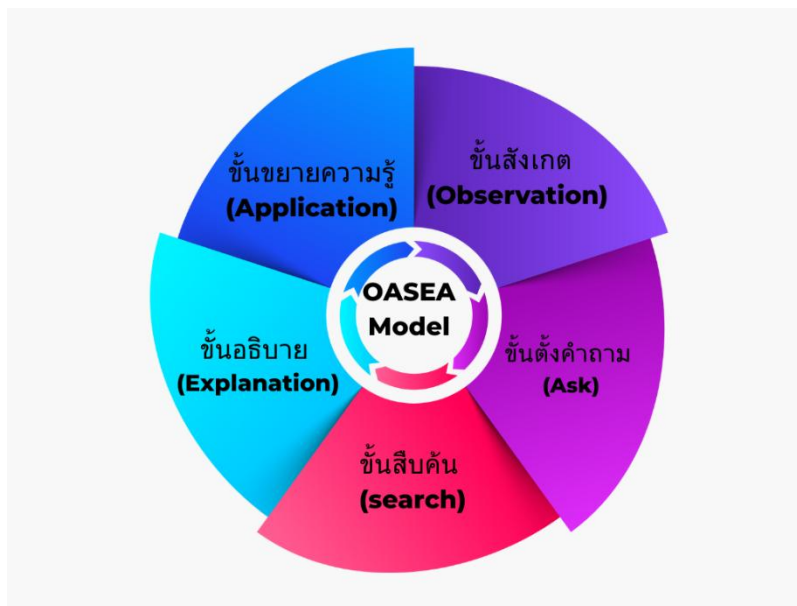 ขั้นขยายความรู้
(Application)
ขั้นสังเกต
(Observation)
OASEA
Model
ขั้นอธิบาย
(Explanation)
ขั้นตั้งคำถาม
(Ask)
ขั้นสืบค้น
(search)